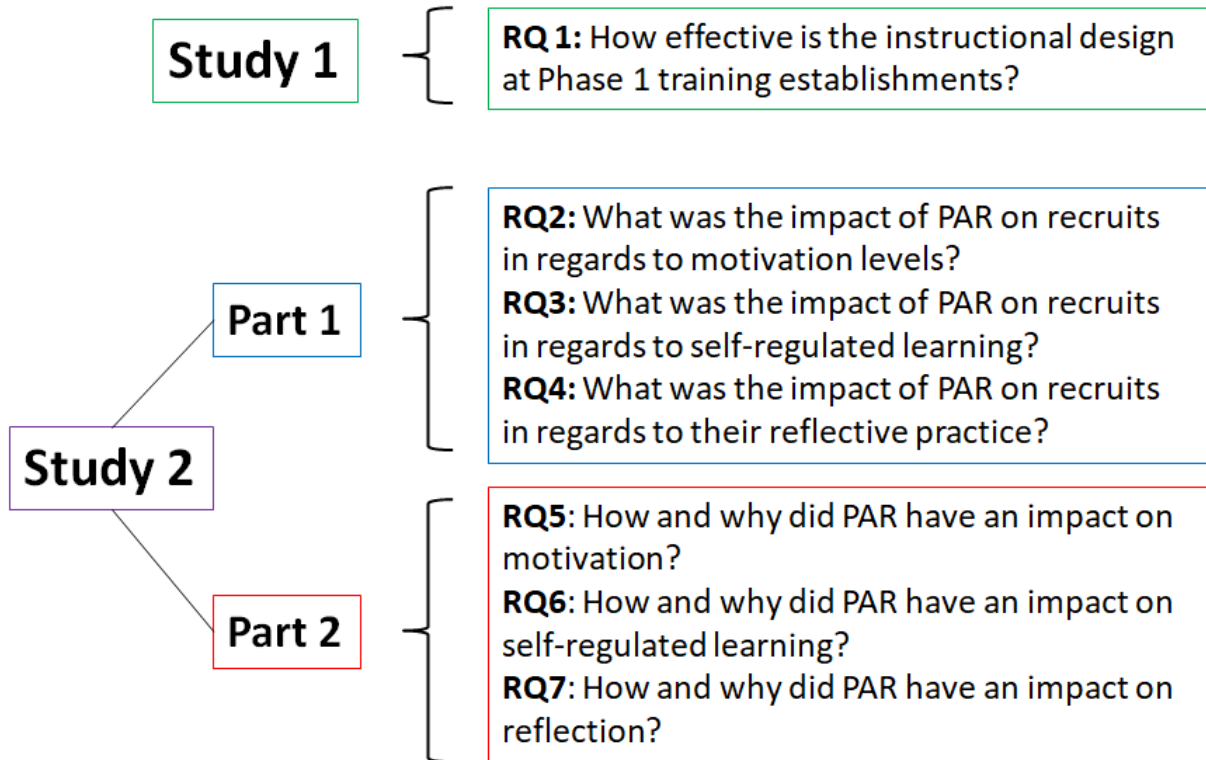 Study 1
RQ 1: How effective is the instructional design
at Phase 1 training establishments?
Study 2
Part 1
RQ2: What was the impact of PAR on recruits
in regards to motivation levels?
RQ3: What was the impact of PAR on recruits
in regards to self-regulated learning?
RQ4: What was the impact of PAR on recruits
in regards to their reflective practice?
Part 2
RQ5: How and why did PAR have an impact on
motivation?
RQ6: How and why did PAR have an impact on
self-regulated learning?
RQ7: How and why did PAR have an impact on
reflection?